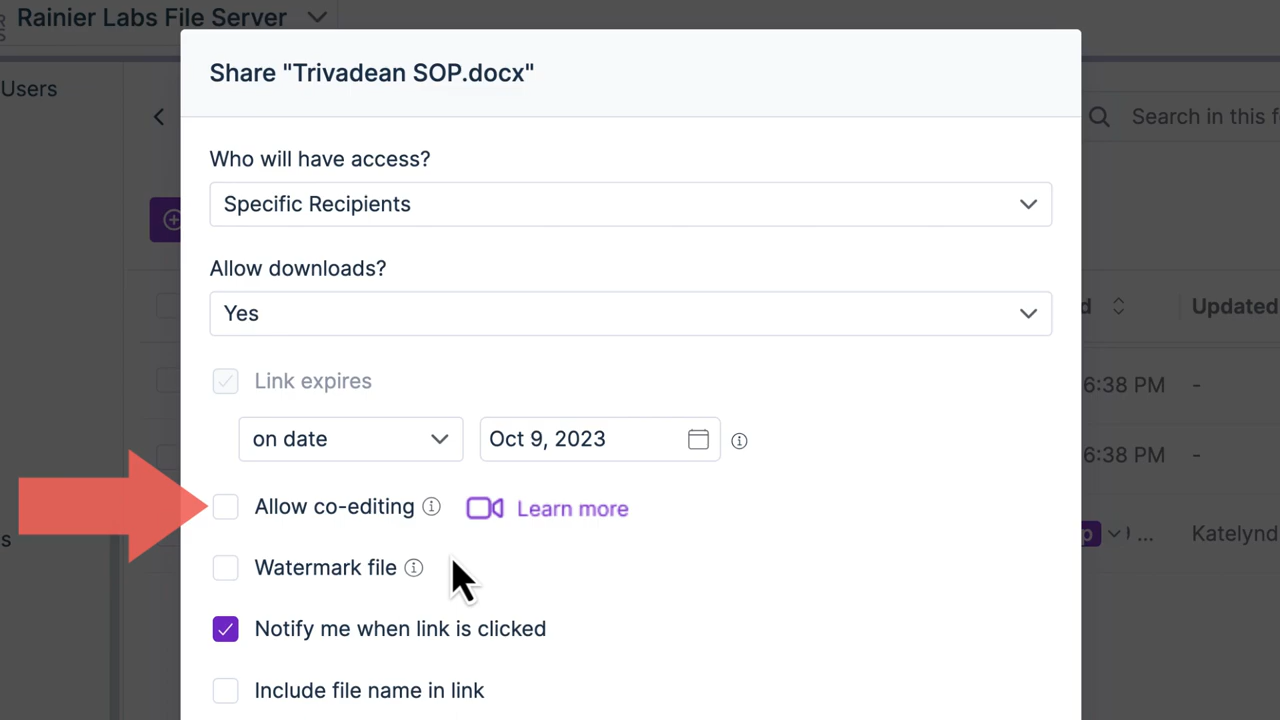 Rainier Labs File Server
Users
Share "Trivadean SOP.docx"
Search in this f
Who will have access?
Specific Recipients
Allow downloads?
Yes
d
Updated
Link expires
6:38 PM -
on date
Oct 9, 2023
6:38 PM -
Allow co-editing
Learn more
s
p
...
Katelynd
Watermark file
Notify me when link is clicked
Include file name in link